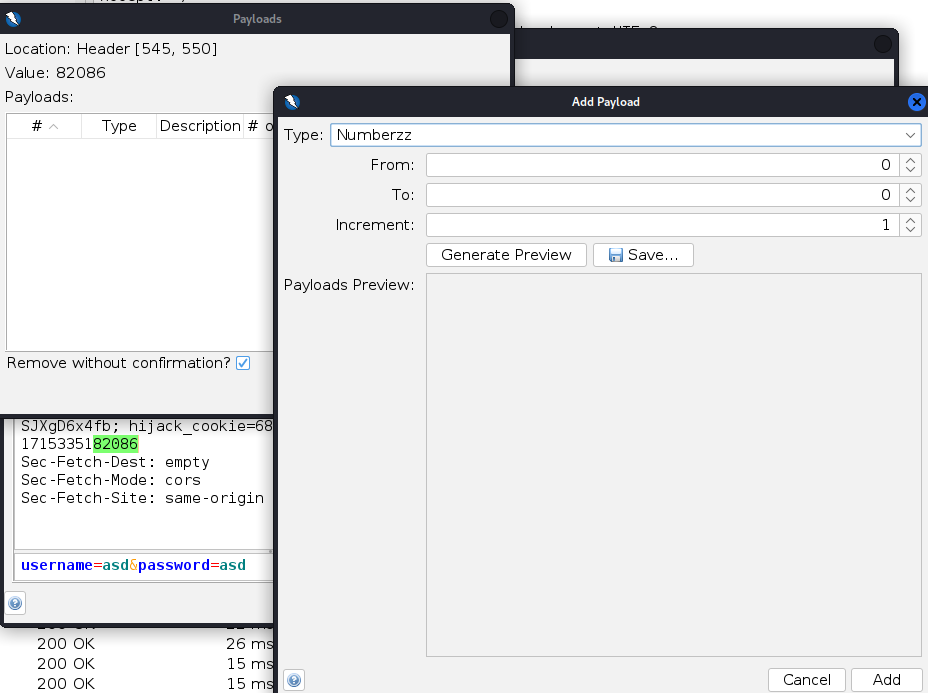 Payloads
Location: Header [545, 550]
Value: 82086
Payloads:
# Type Description # o
Remove without confirmation?
Add Payload
Type: Numberzz
From: 0
To: 0
Increment: 1
Generate Preview Save...
Payloads Preview:
SJXgD6x4fb; hijack_cookie=68
1715335182086
Sec-Fetch-Dest: empty
Sec-Fetch-Mode: cors
Sec-Fetch-Site: same-origin
username=asd&password=asd
200 OK 26 ms
200 OK 15 ms
200 OK 15 ms
Cancel Add